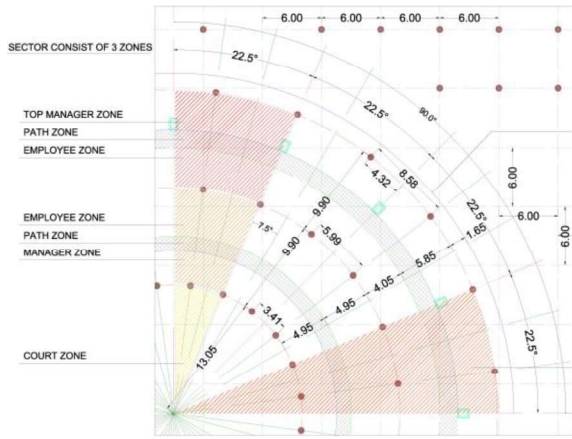 6.00 6.00 6.00 6.00
SECTOR CONSIST OF 3 ZONES
22.5°
22.5°
90.0°
TOP MANAGER ZONE
PATH ZONE
EMPLOYEE ZONE
8.58
4.32
6.00
6.00
6.00
22.5°
9.90
EMPLOYEE ZONE
PATH ZONE
MANAGER ZONE
7.5°
9.90
5.99
1.65
5.85
4.05
4.95
4.95
3.41
22.5°
COURT ZONE
13.05